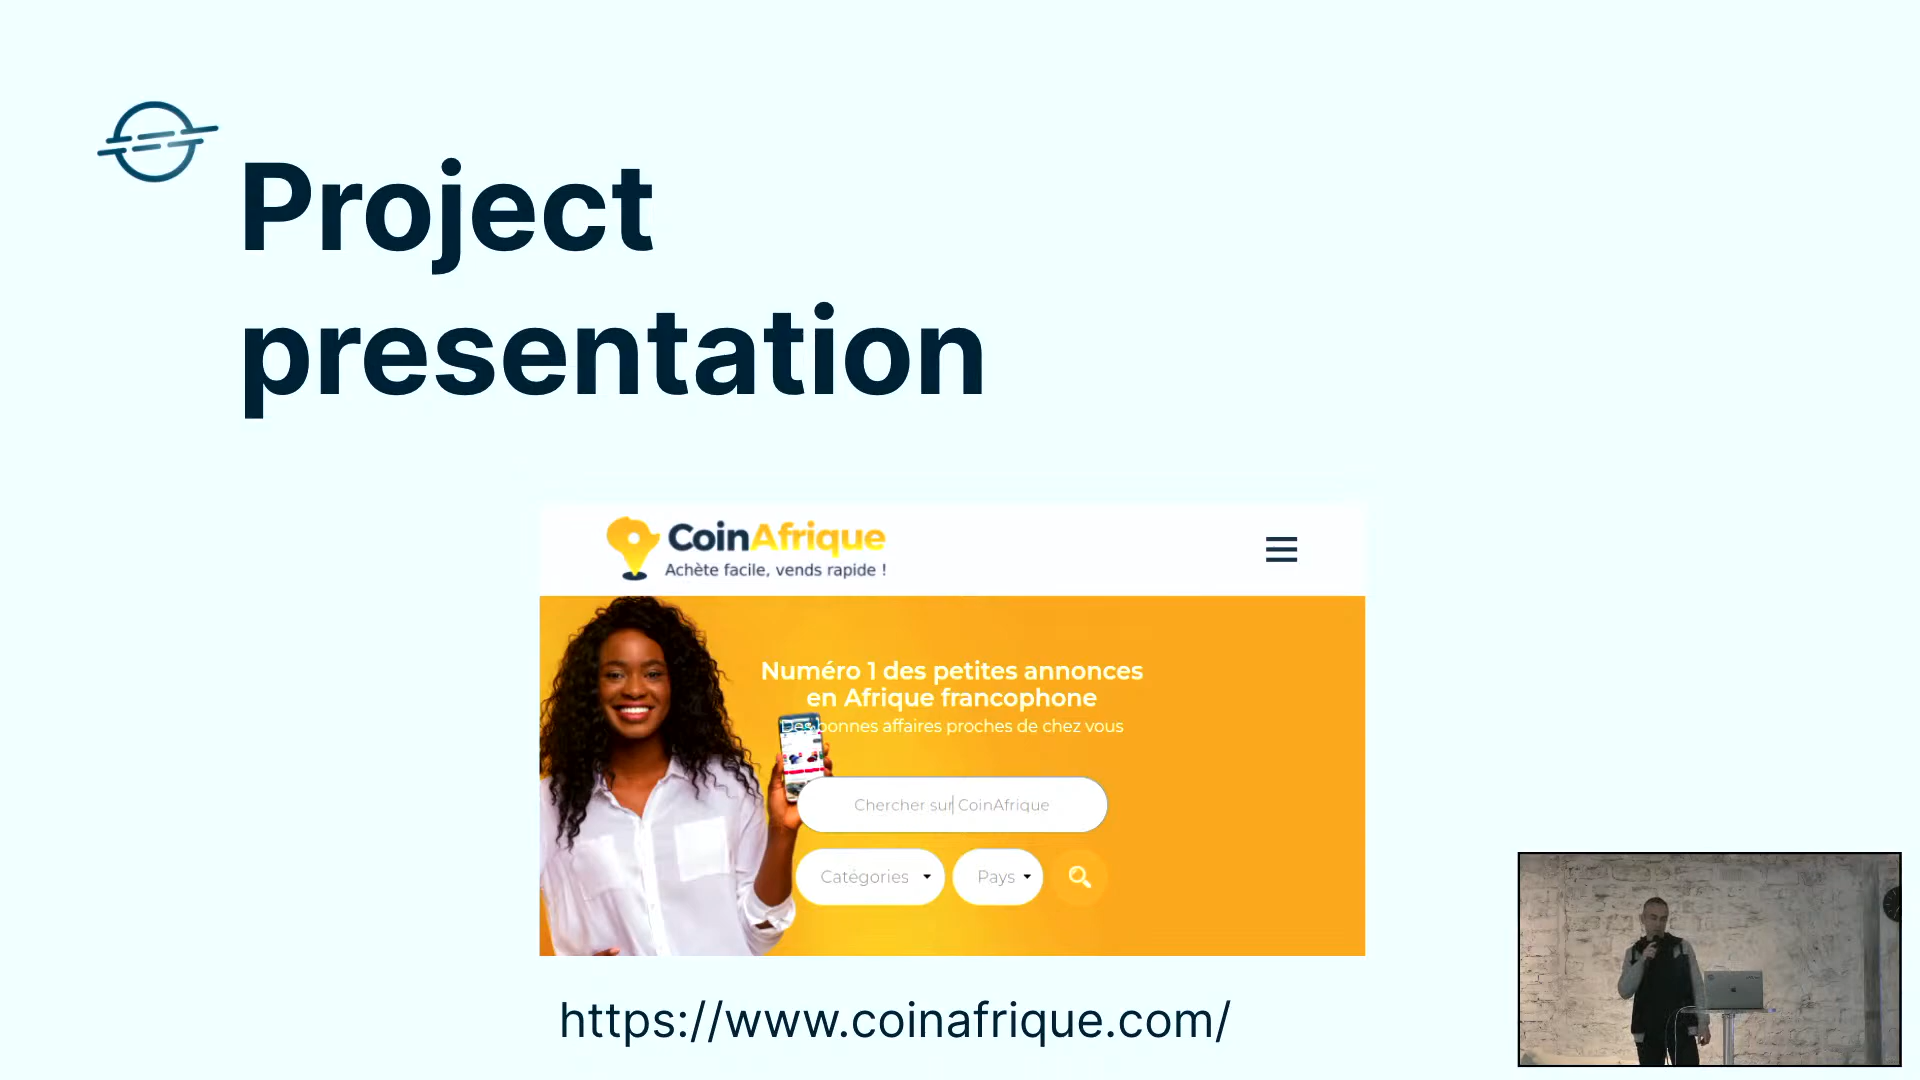 Project
presentation
CoinAfrique
Achète facile, vends rapide !
Numéro 1 des petites annonces
en Afrique francophone
Des bonnes affaires proches de chez vous
Chercher sur CoinAfrique
Catégories
Pays
https://www.coinafrique.com/